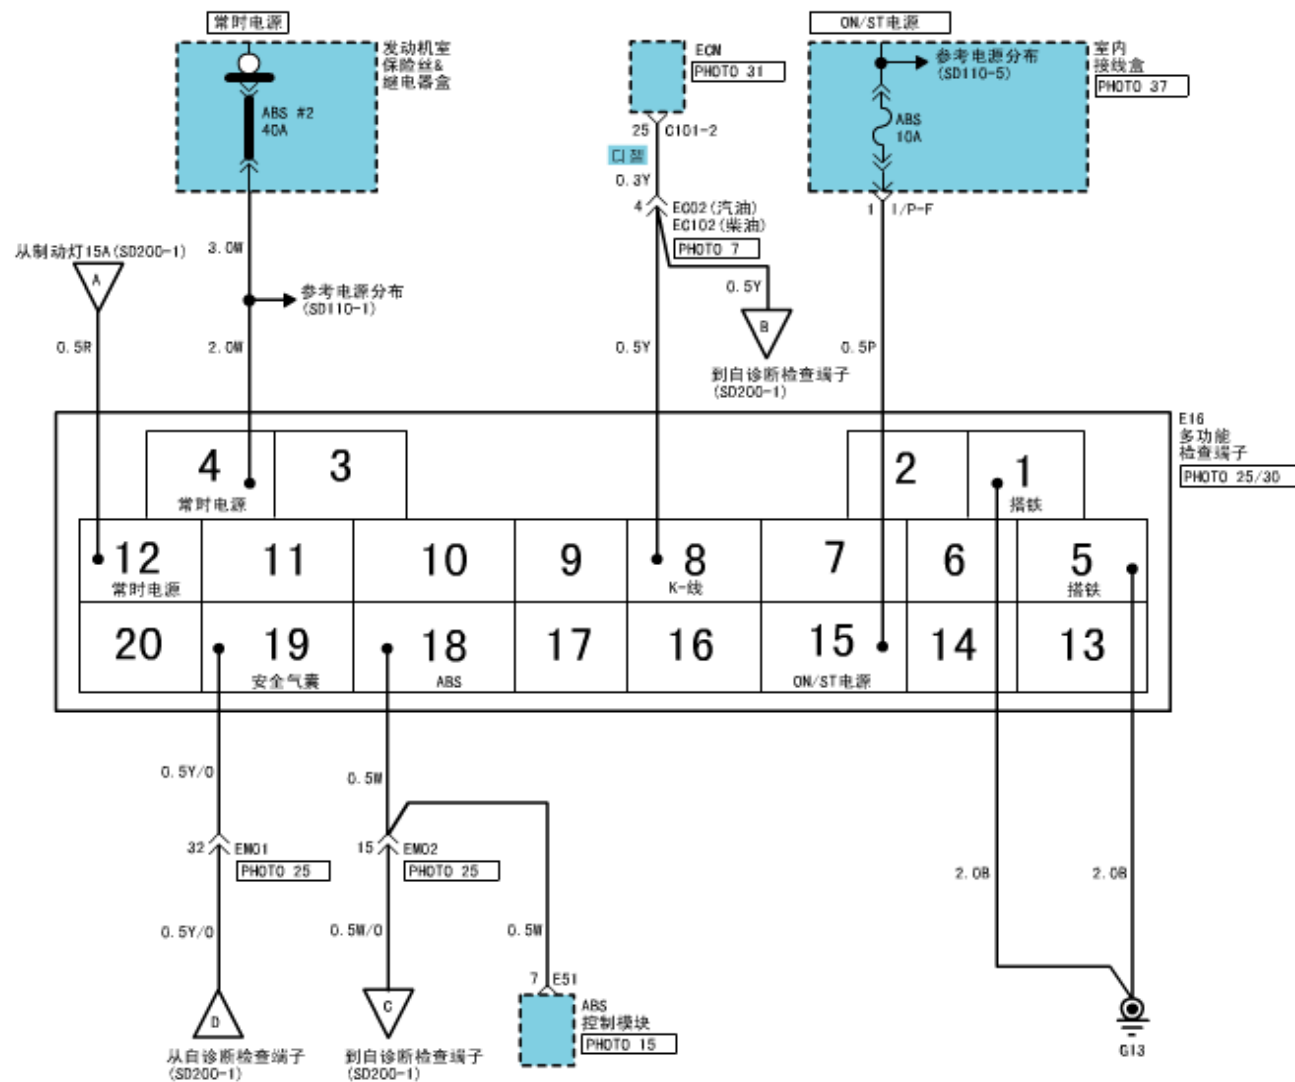 常时电源
ON/ST电源
发动机室
保险丝&
继电器盒
ABS #2
40A
ECM
PHOTO 31
25
C101-2
0.3Y
4
EC02(汽油)
EC102(柴油)
PHOTO 7
参考电源分布
(SD110-5)
ABS
10A
室内
接线盒
PHOTO 37
1
I/P-F
从制动灯15A(SD200-1)
A
3.0W
参考电源分布
(SD110-1)
0.5R
2.0W
0.5Y
0.5Y
B
到自诊断检查端子
(SD200-1)
0.5P
E16
多功能
检查端子
PHOTO 25/30
4
常时电源
3
2
1
搭铁
12
常时电源
11
10
9
8
K-线
7
6
5
搭铁
20
19
安全气囊
18
ABS
17
16
15
ON/ST电源
14
13
0.5Y/O
0.5W
32
EM01
PHOTO 25
15
EM02
PHOTO 25
0.5Y/O
0.5W/O
0.5W
2.0B
2.0B
D
从自诊断检查端子
(SD200-1)
C
到自诊断检查端子
(SD200-1)
7
E51
ABS
控制模块
PHOTO 15
G13